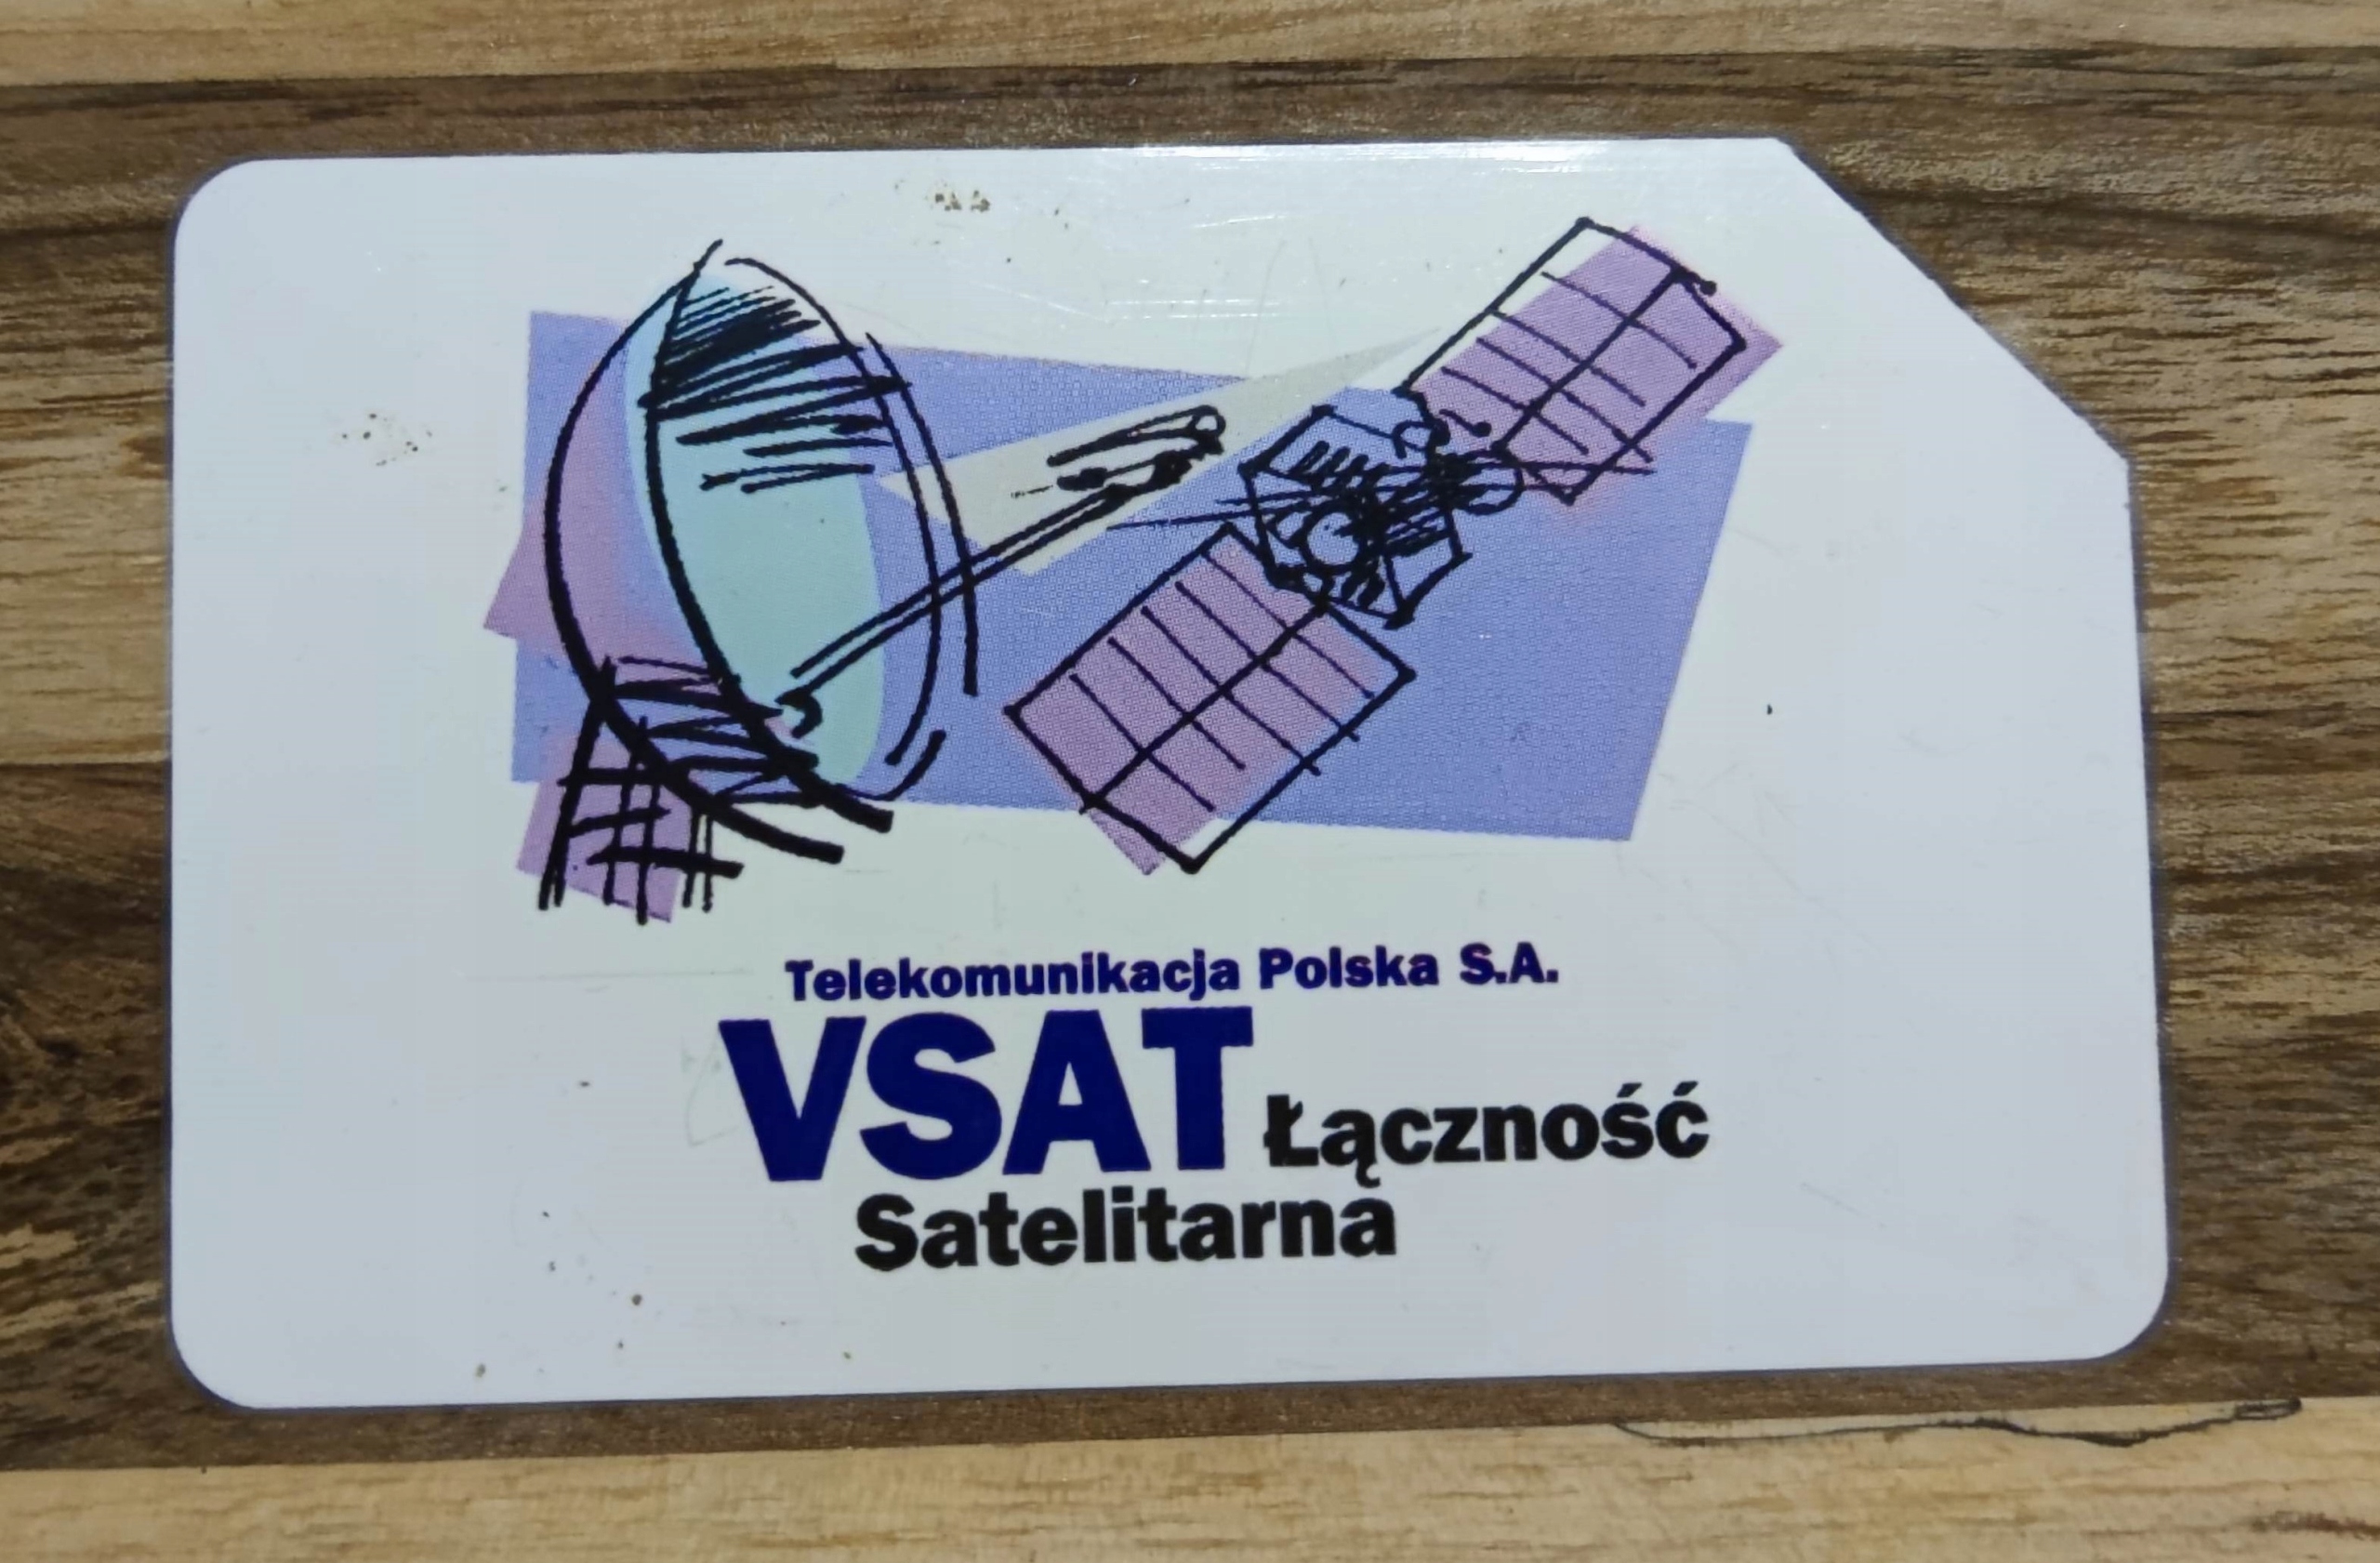 Telekomunikacja Polska S.A.
VSAT Łączność
Satelitarna